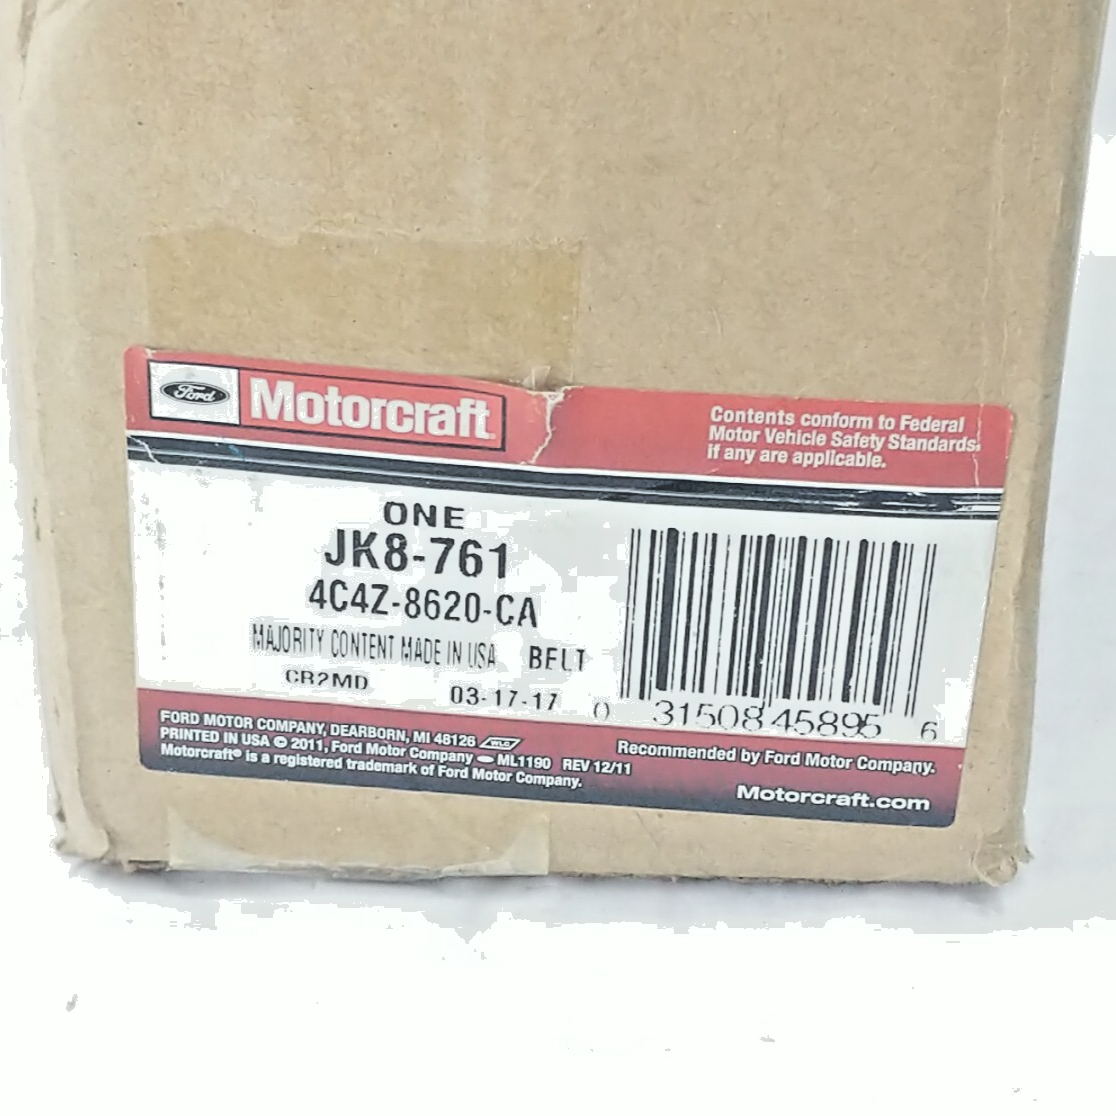 Ford Motorcraft
Contents conform to Federal
Motor Vehicle Safety Standards,
if any are applicable.
ONE
JK8-761
4C4Z-8620-CA
MAJORITY CONTENT MADE IN USA BELT
CR2MD 03-17-17
0 31508 45895 6
FORD MOTOR COMPANY, DEARBORN, MI 48126 WLG
PRINTED IN USA © 2011, Ford Motor Company ML1190 REV 12/11
Motorcraft® is a registered trademark of Ford Motor Company.
Recommended by Ford Motor Company.
Motorcraft.com